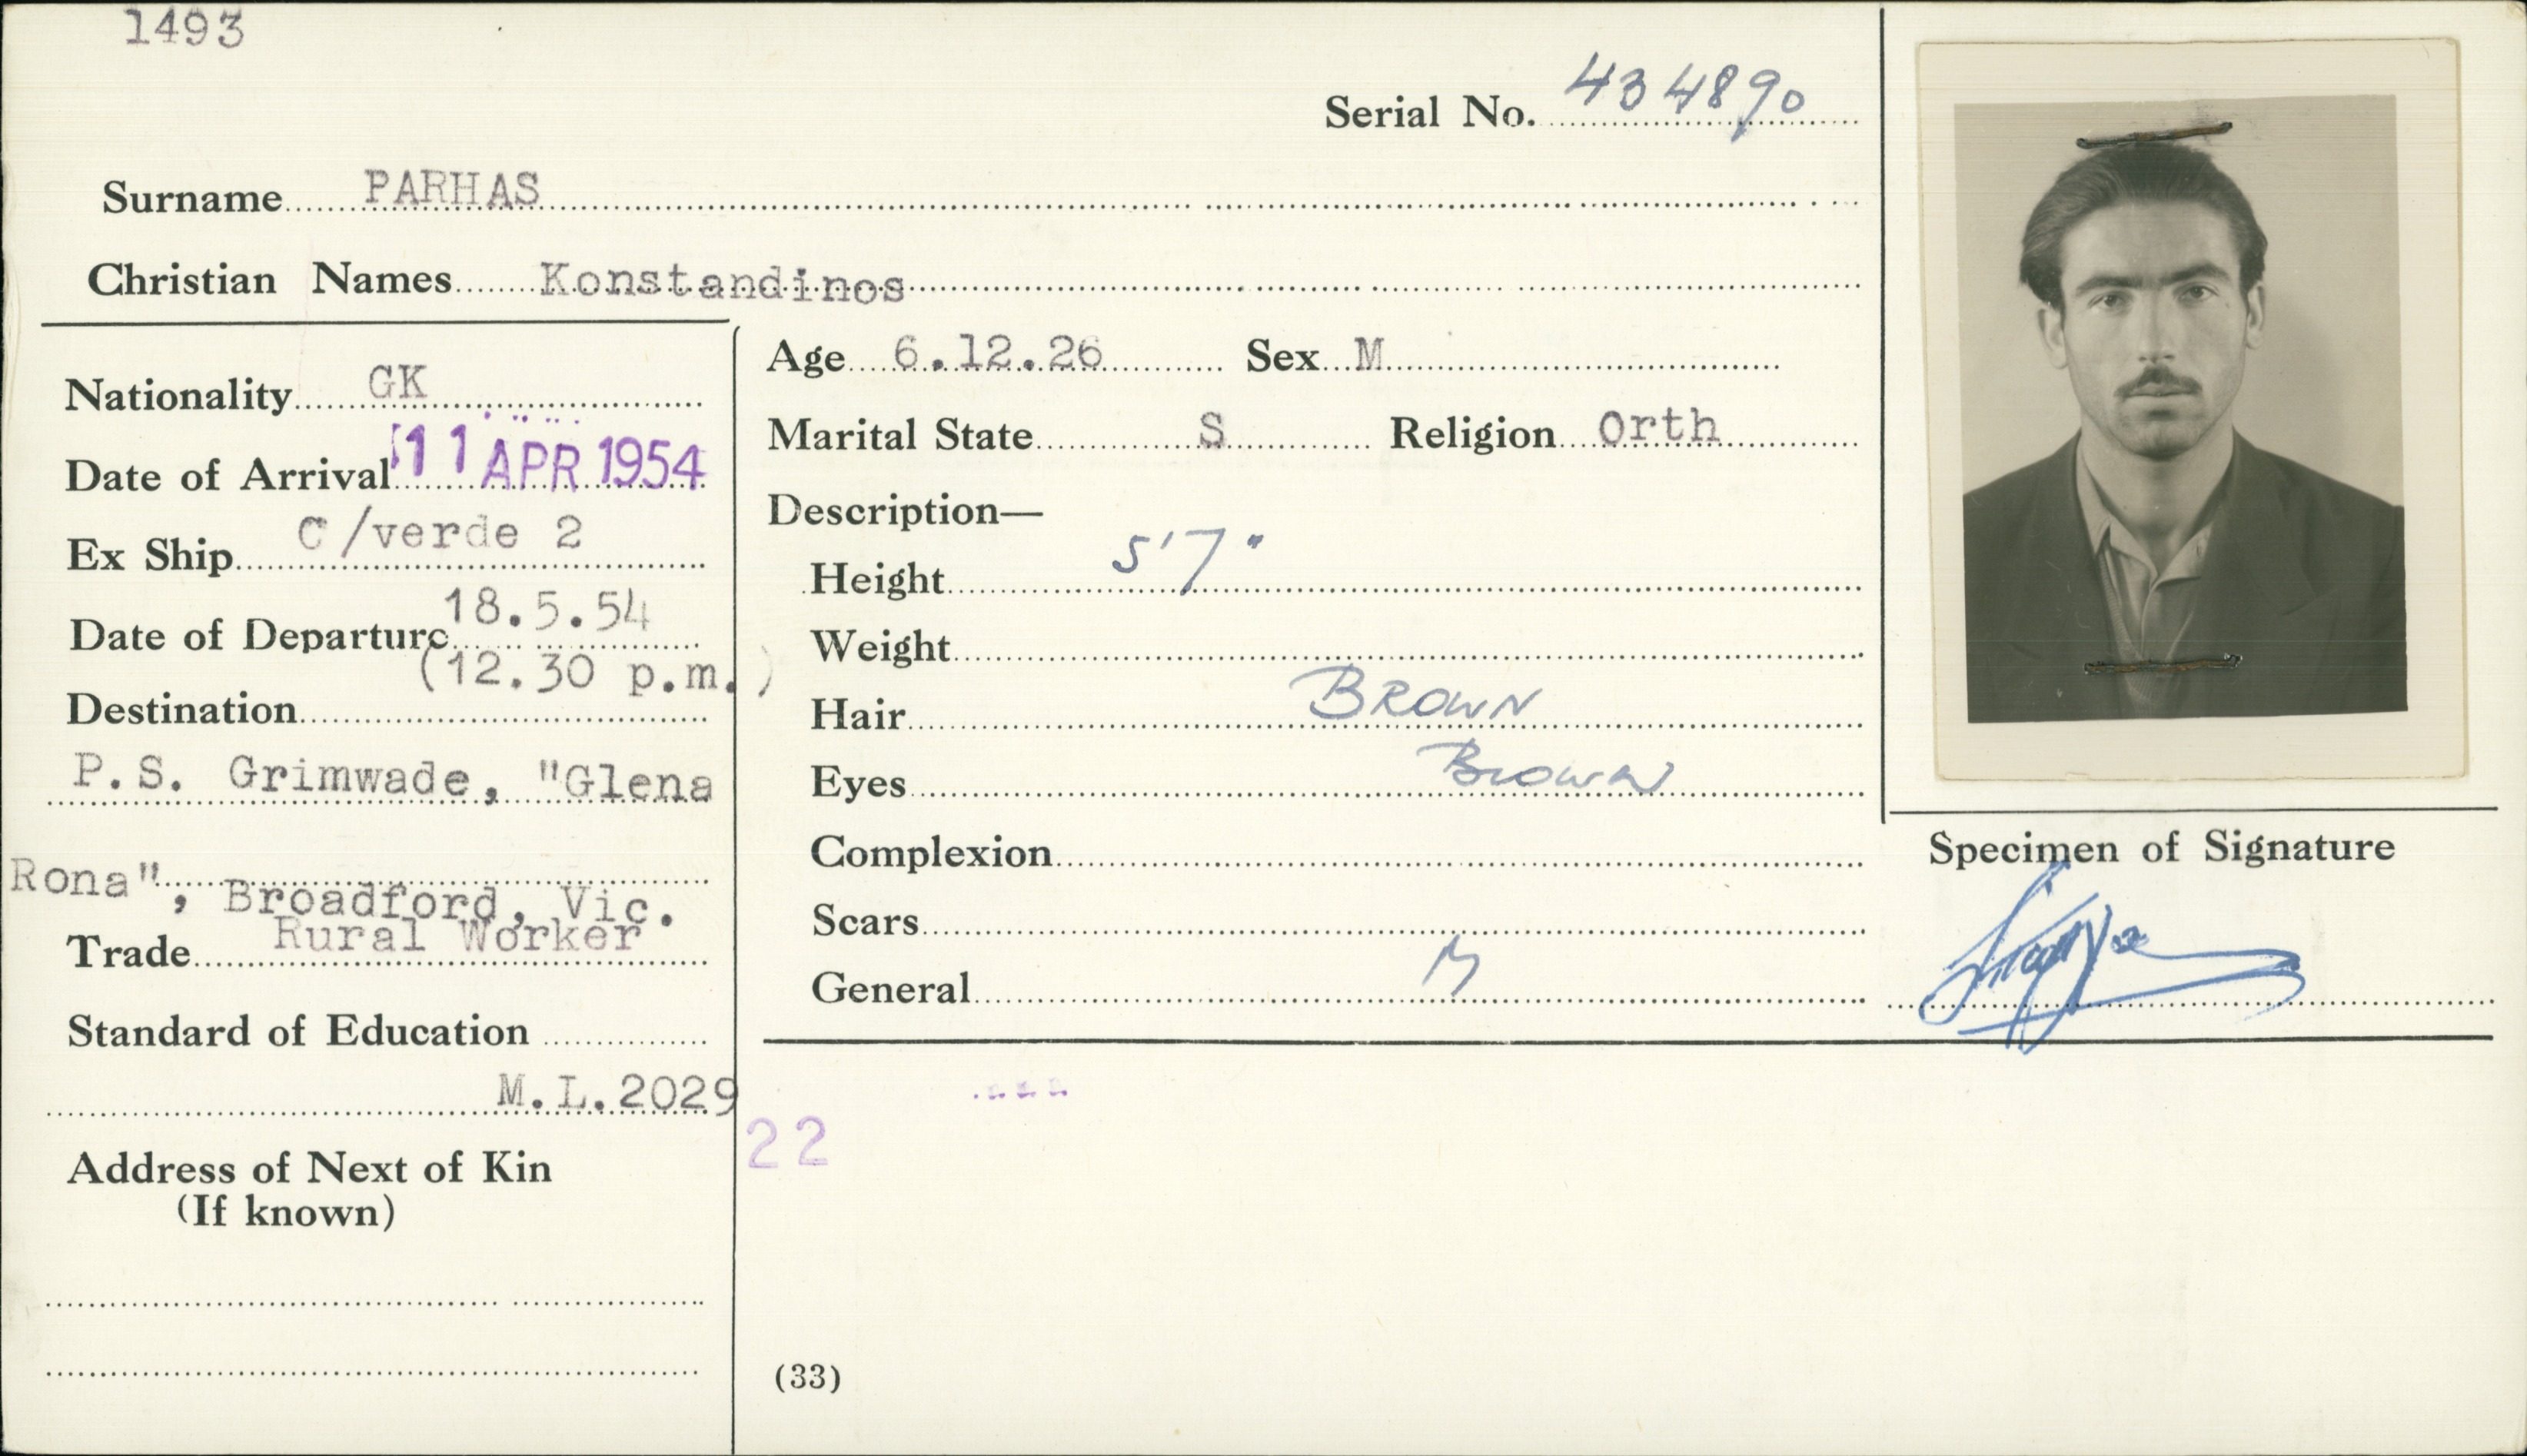 1493
Serial No. 434890
Surname PARHAS
Christian Names Konstandinos
Nationality GK
Date of Arrival 11 APR 1954
Ex Ship C/verde 2
Date of Departure 18.5.54
(12.30 p.m.)
Destination
P.S. Grimwade, "Glena
Rona", Broadford, Vic.
Trade Rural Worker
Standard of Education
M.L.2029
Address of Next of Kin
(If known)
Age 6.12.26 Sex M
Marital State S Religion Orth
Description—
Height 5'7"
Weight
Hair BROWN
Eyes Brown
Complexion
Scars
General
22
(33)
Specimen of Signature